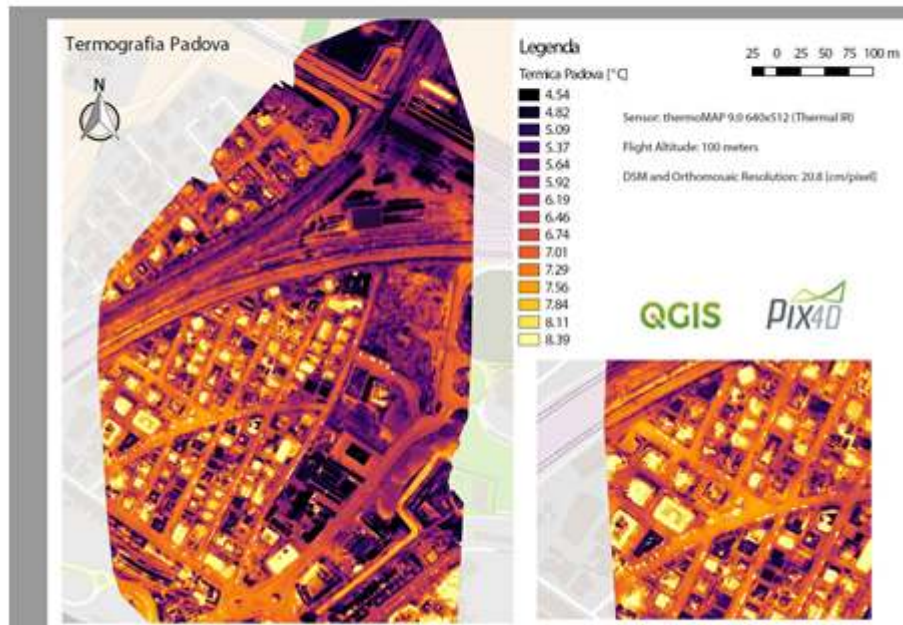 Termografia Padova
N
Legenda
Termica Padova [°C]
4.54
4.82
5.09
5.37
5.64
5.92
6.19
6.46
6.74
7.01
7.29
7.56
7.84
8.11
8.39
25 0 25 50 75 100 m
Sensor: thermoMAP 9.0 640x512 (Thermal IR)
Flight Altitude: 100 meters
DSM and Orthomosaic Resolution: 20.8 [cm/pixel]
QGIS
PIX4D